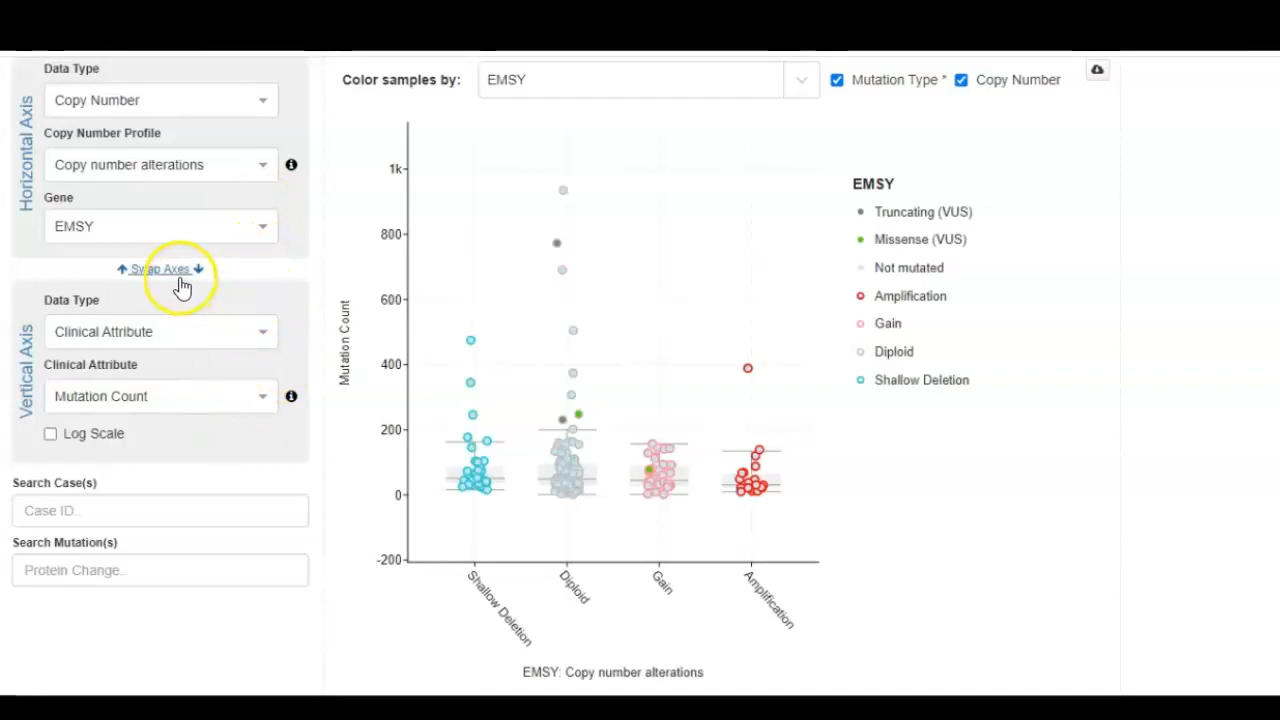 Horizontal Axis
Data Type
Copy Number
Copy Number Profile
Copy number alterations
Gene
EMSY
Swap Axes
Vertical Axis
Data Type
Clinical Attribute
Clinical Attribute
Mutation Count
Log Scale
Search Case(s)
Case ID..
Search Mutation(s)
Protein Change..
Color samples by:
EMSY
Mutation Type *
Copy Number
Mutation Count
1k
800
600
400
200
0
-200
Shallow Deletion
Diploid
Gain
Amplification
EMSY: Copy number alterations
EMSY
Truncating (VUS)
Missense (VUS)
Not mutated
Amplification
Gain
Diploid
Shallow Deletion